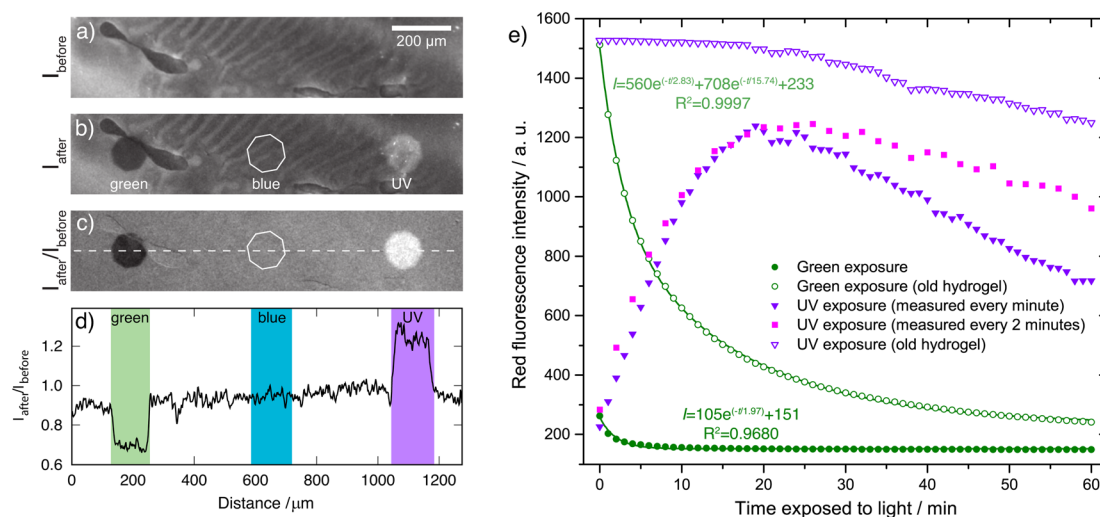 a)
I_before
200 µm
b)
I_after
green
blue
UV
c)
I_after/I_before
d)
green
blue
UV
I_after/I_before
1.2
1.0
0.8
0.6
0
200
400
600
800
1000
1200
Distance /µm
e)
Red fluorescence intensity / a. u.
1600
1400
1200
1000
800
600
400
200
I=560e^(-t/2.83)+708e^(-t/15.74)+233
R²=0.9997
Green exposure
Green exposure (old hydrogel)
UV exposure (measured every minute)
UV exposure (measured every 2 minutes)
UV exposure (old hydrogel)
I=105e^(-t/1.97)+151
R²=0.9680
0
10
20
30
40
50
60
Time exposed to light / min